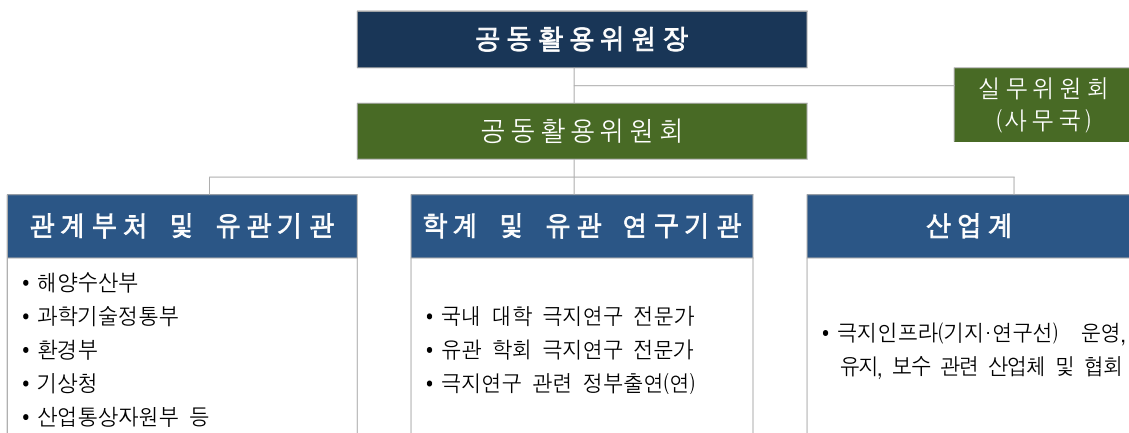 공동활용위원장
실무위원회
(사무국)
공동활용위원회
관계부처 및 유관기관
• 해양수산부
• 과학기술정통부
• 환경부
• 기상청
• 산업통상자원부 등
학계 및 유관 연구기관
• 국내 대학 극지연구 전문가
• 유관 학회 극지연구 전문가
• 극지연구 관련 정부출연(연)
산업계
• 극지인프라(기지·연구선) 운영,
유지, 보수 관련 산업체 및 협회